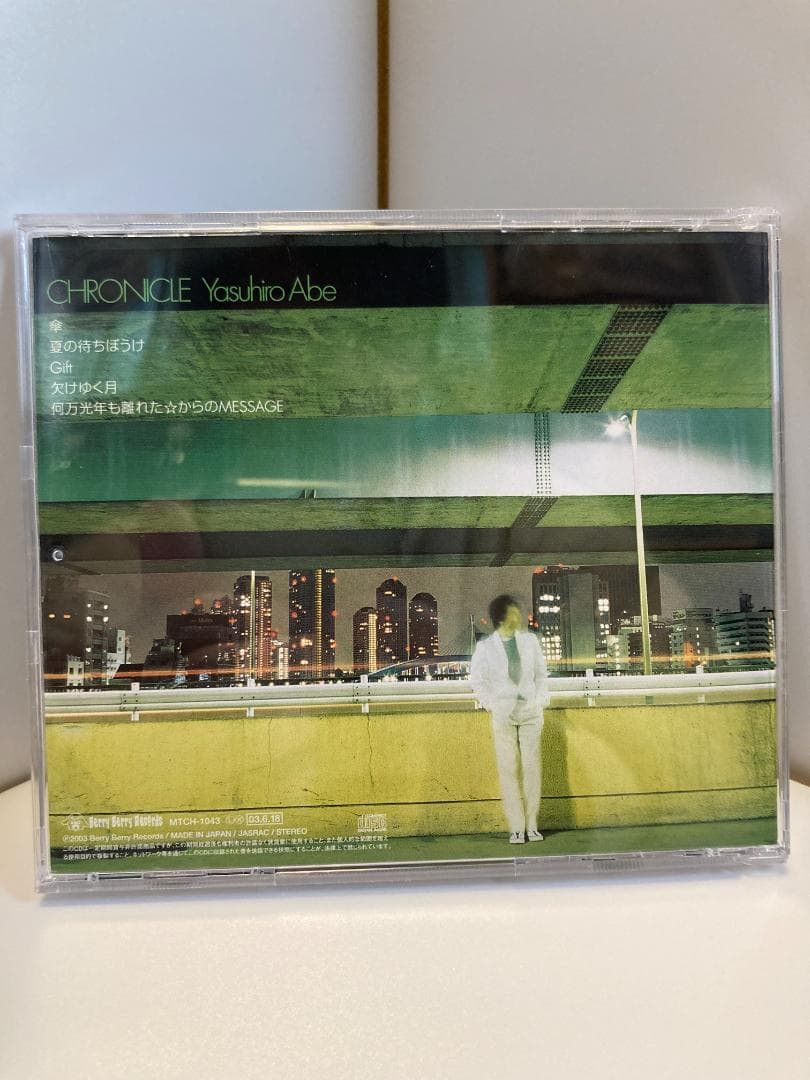 CHRONICLE Yasuhiro Abe
傘
夏の待ちぼうけ
Gift
欠けゆく月
何万光年も離れた☆からのMESSAGE
Berry Berry Records MTCH-1043 03.6.18
℗2003 Berry Berry Records / MADE IN JAPAN / JASRAC / STEREO